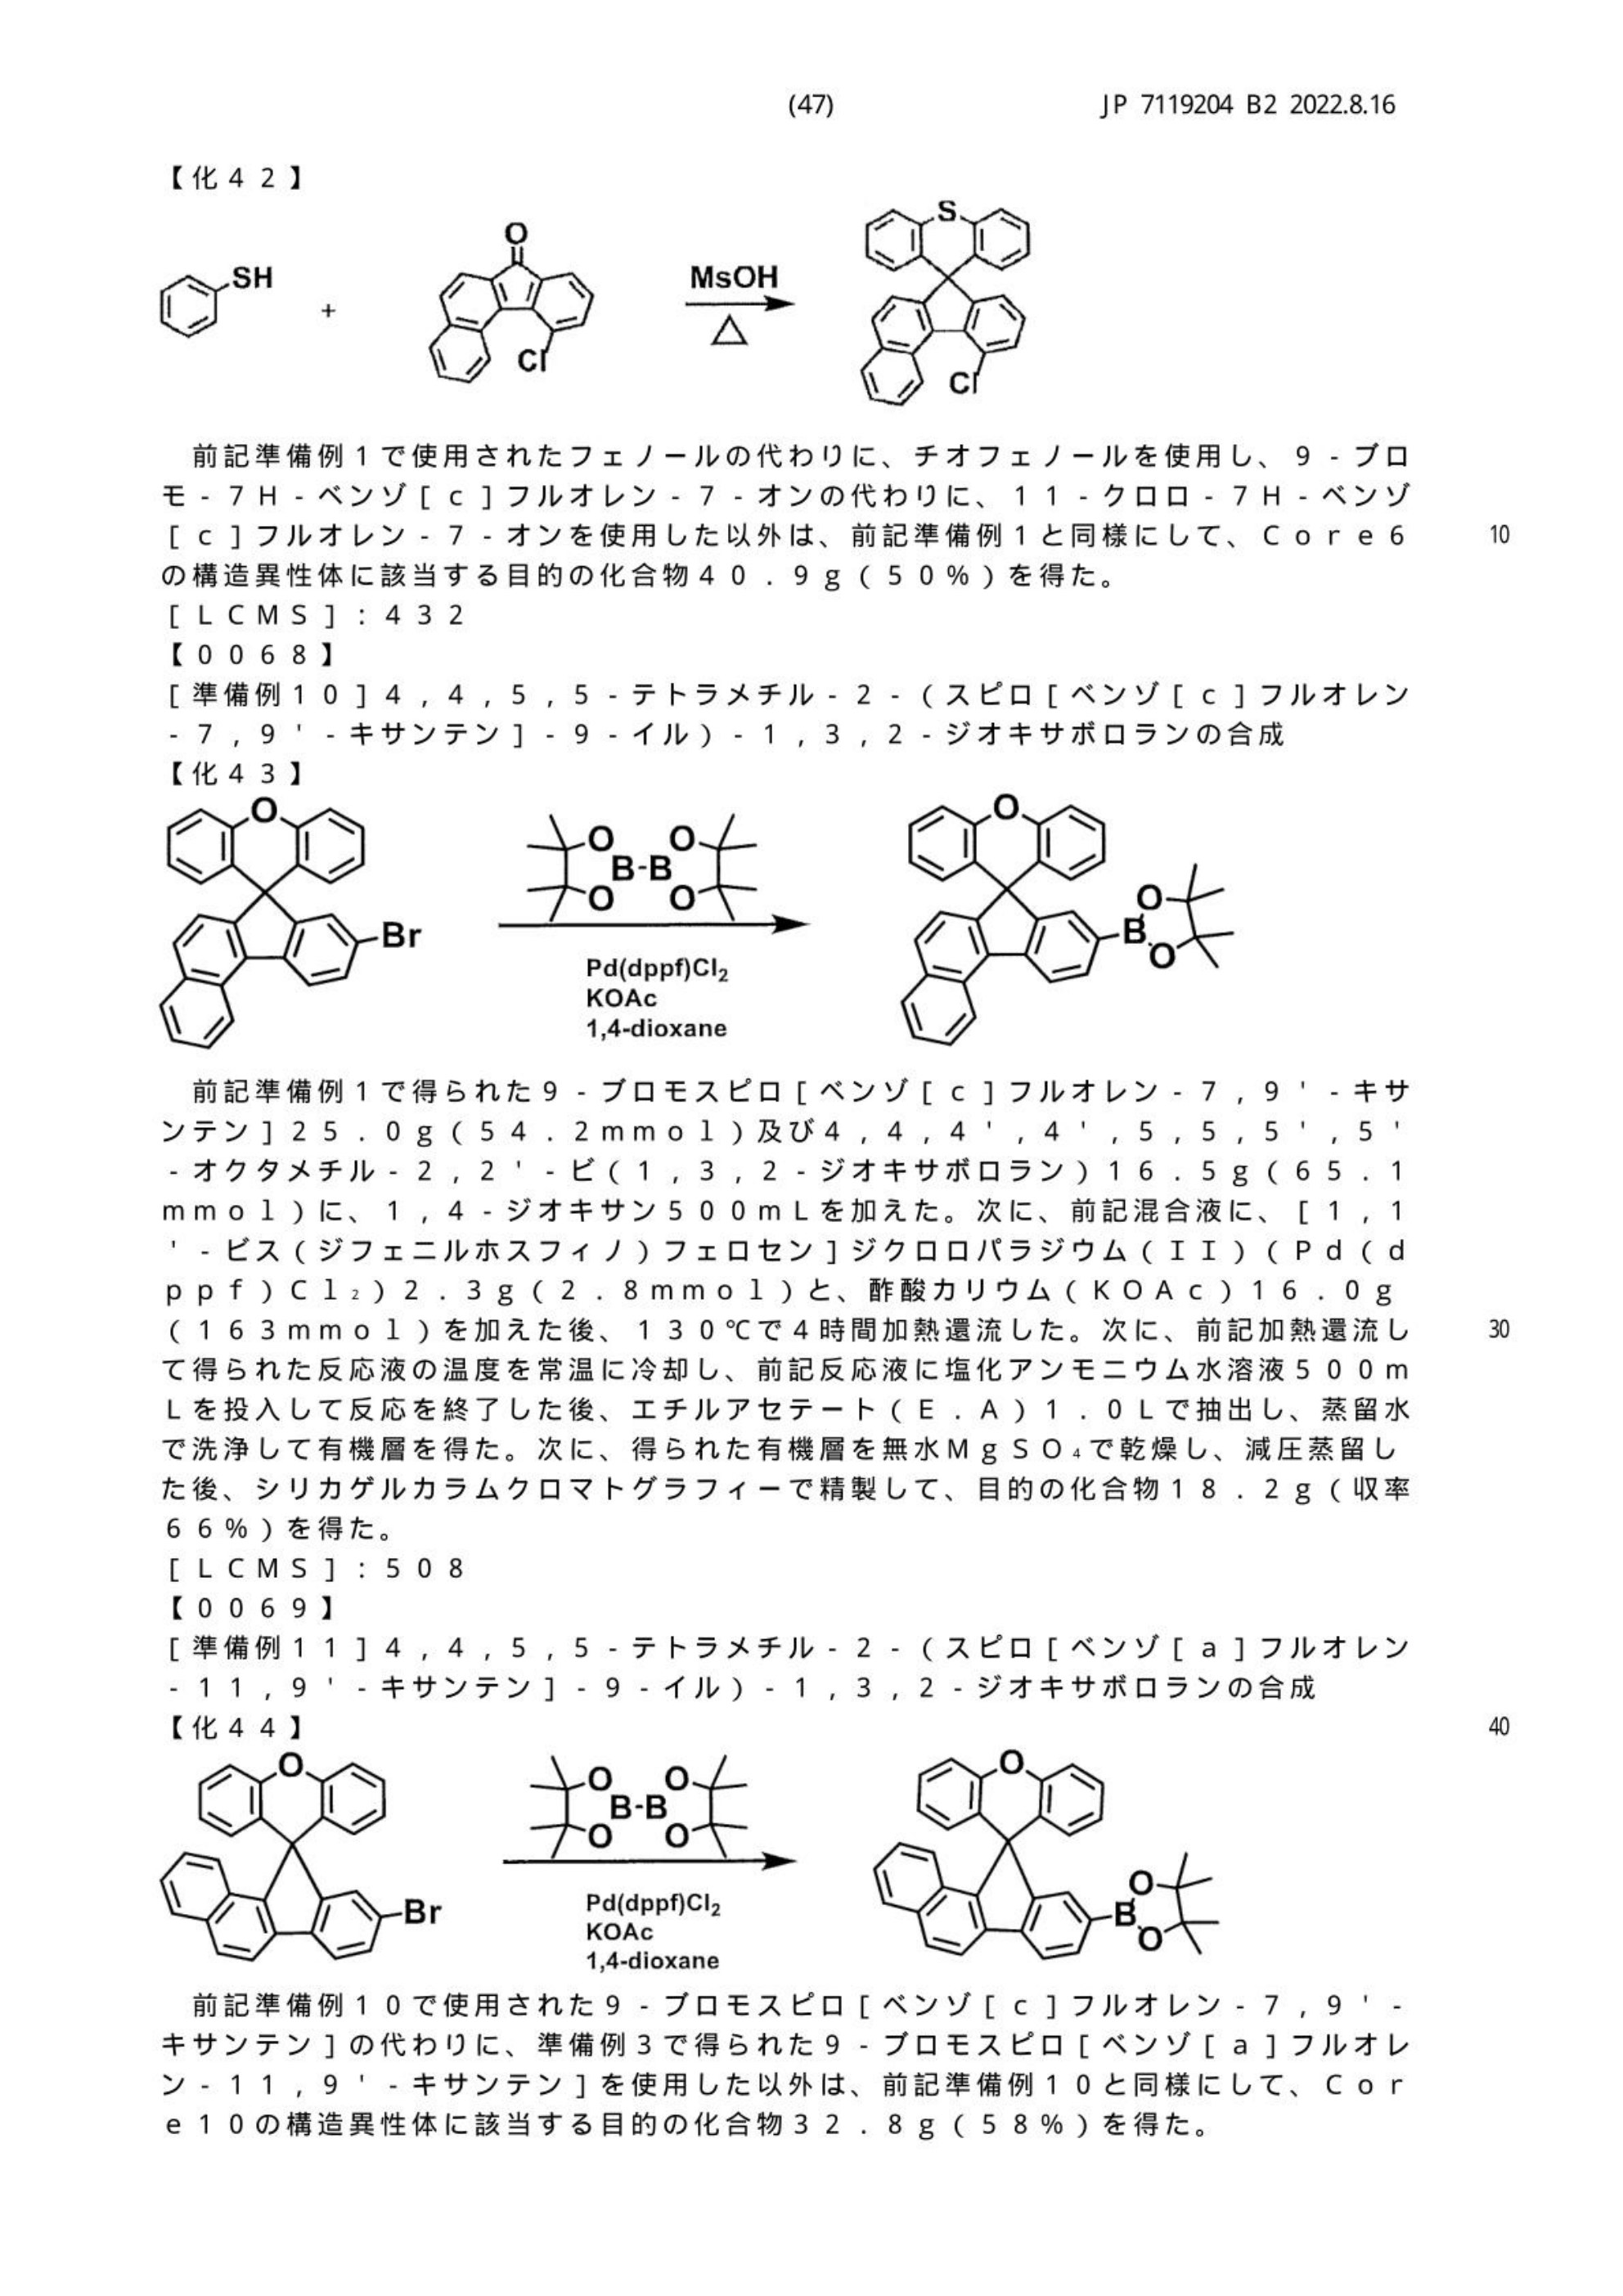 (47)
JP 7119204 B2 2022.8.16
【化42】
SH
+
O
Cl
MsOH
△
S
Cl
前記準備例1で使用されたフェノールの代わりに、チオフェノールを使用し、9-ブロ
モ-7H-ベンゾ[c]フルオレン-7-オンの代わりに、11-クロロ-7H-ベンゾ
[c]フルオレン-7-オンを使用した以外は、前記準備例1と同様にして、Core6
10
の構造異性体に該当する目的の化合物40.9g(50%)を得た。
[LCMS]:432
【0068】
[準備例10]4,4,5,5-テトラメチル-2-(スピロ[ベンゾ[c]フルオレン
-7,9'-キサンテン]-9-イル)-1,3,2-ジオキサボロランの合成
【化43】
O
Br
O O
B-B
O O
Pd(dppf)Cl₂
KOAc
1,4-dioxane
O
O
B
O
前記準備例1で得られた9-ブロモスピロ[ベンゾ[c]フルオレン-7,9'-キサ
ンテン]25.0g(54.2mmol)及び4,4,4',4',5,5,5',5'
-オクタメチル-2,2'-ビ(1,3,2-ジオキサボロラン)16.5g(65.1
mmol)に、1,4-ジオキサン500mLを加えた。次に、前記混合液に、[1,1
'-ビス(ジフェニルホスフィノ)フェロセン]ジクロロパラジウム(II)(Pd(d
ppf)Cl₂)2.3g(2.8mmol)と、酢酸カリウム(KOAc)16.0g
(163mmol)を加えた後、130℃で4時間加熱還流した。次に、前記加熱還流し
30
て得られた反応液の温度を常温に冷却し、前記反応液に塩化アンモニウム水溶液500m
Lを投入して反応を終了した後、エチルアセテート(E.A)1.0Lで抽出し、蒸留水
で洗浄して有機層を得た。次に、得られた有機層を無水MgSO₄で乾燥し、減圧蒸留し
た後、シリカゲルカラムクロマトグラフィーで精製して、目的の化合物18.2g(収率
66%)を得た。
[LCMS]:508
【0069】
[準備例11]4,4,5,5-テトラメチル-2-(スピロ[ベンゾ[a]フルオレン
-11,9'-キサンテン]-9-イル)-1,3,2-ジオキサボロランの合成
【化44】
40
O
Br
O O
B-B
O O
Pd(dppf)Cl₂
KOAc
1,4-dioxane
O
O
B
O
前記準備例10で使用された9-ブロモスピロ[ベンゾ[c]フルオレン-7,9'-
キサンテン]の代わりに、準備例3で得られた9-ブロモスピロ[ベンゾ[a]フルオレ
ン-11,9'-キサンテン]を使用した以外は、前記準備例10と同様にして、Cor
e10の構造異性体に該当する目的の化合物32.8g(58%)を得た。